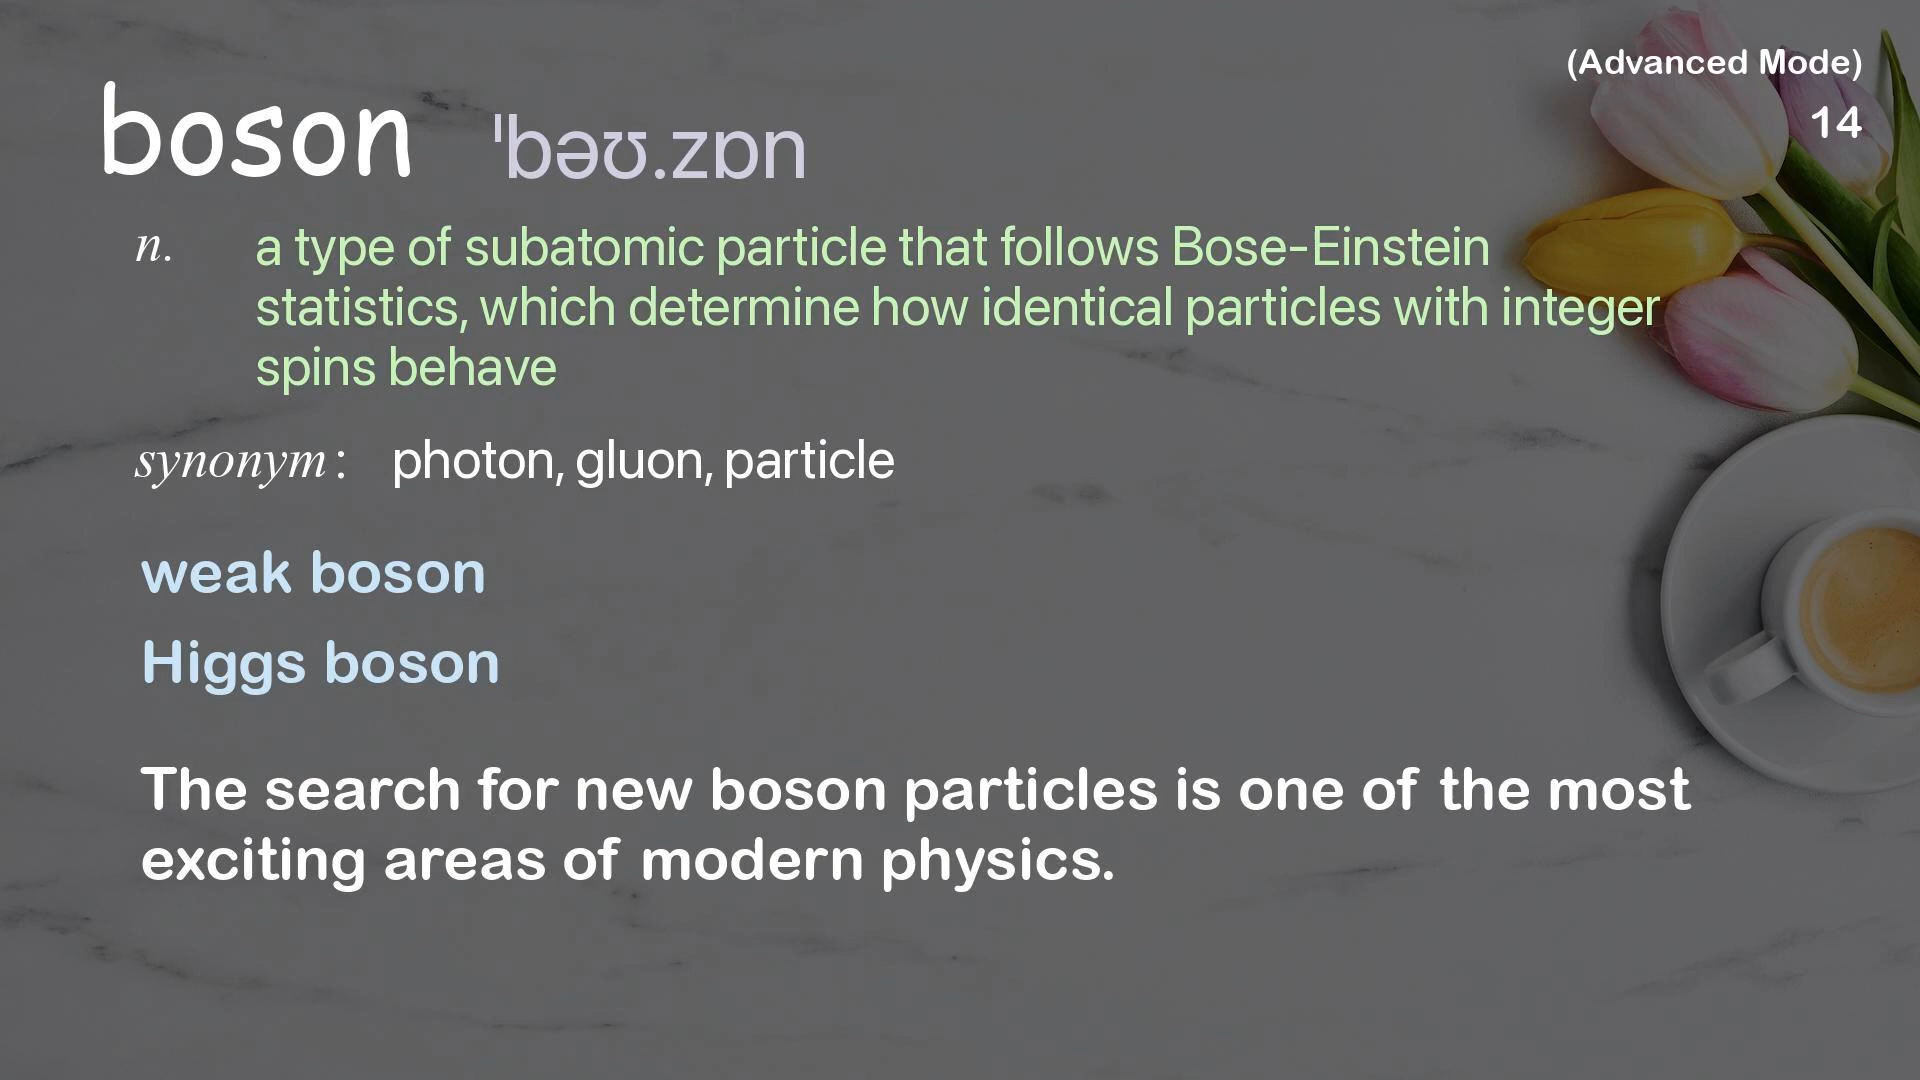 (Advanced Mode)
14
boson ˈbəʊ.zɒn
n. a type of subatomic particle that follows Bose-Einstein
statistics, which determine how identical particles with integer
spins behave
synonym: photon, gluon, particle
weak boson
Higgs boson
The search for new boson particles is one of the most
exciting areas of modern physics.